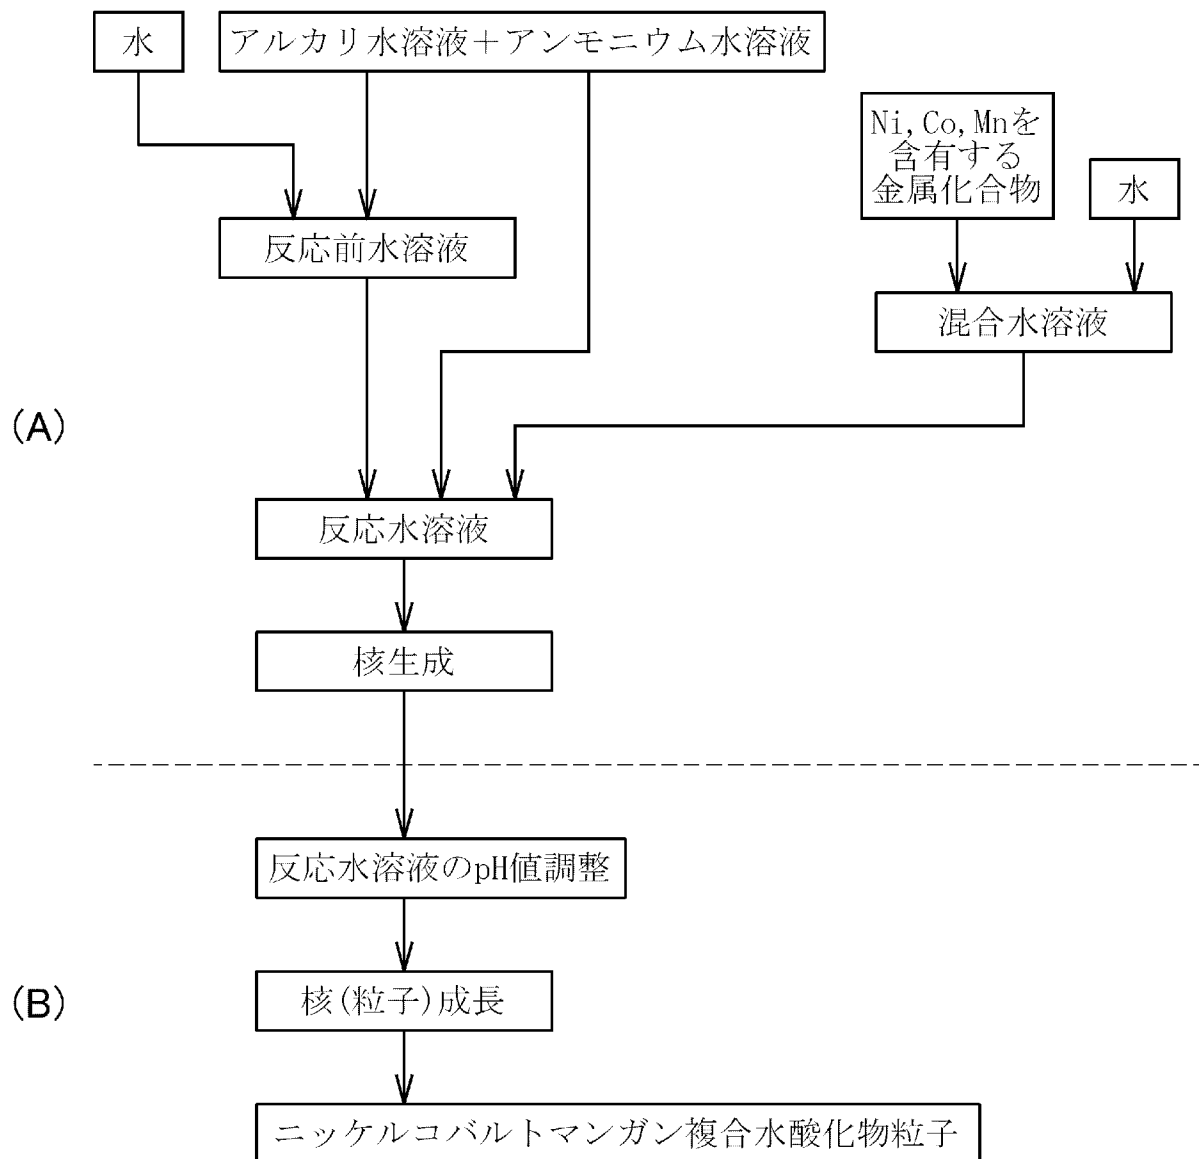 水
アルカリ水溶液＋アンモニウム水溶液
Ni,Co,Mnを
含有する
金属化合物
水
反応前水溶液
混合水溶液
(A)
反応水溶液
核生成
反応水溶液のpH値調整
(B)
核(粒子)成長
ニッケルコバルトマンガン複合水酸化物粒子